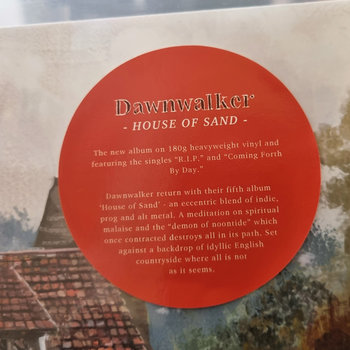 Dawnwalker
- HOUSE OF SAND -
The new album on 180g heavyweight vinyl and
featuring the singles “R.I.P.” and “Coming Forth
By Day.”
Dawnwalker return with their fifth album
‘House of Sand’ - an eccentric blend of indie,
prog and alt metal. A meditation on spiritual
malaise and the “demon of noontide” which
once contracted destroys all in its path. Set
against a backdrop of idyllic English
countryside where all is not
as it seems.